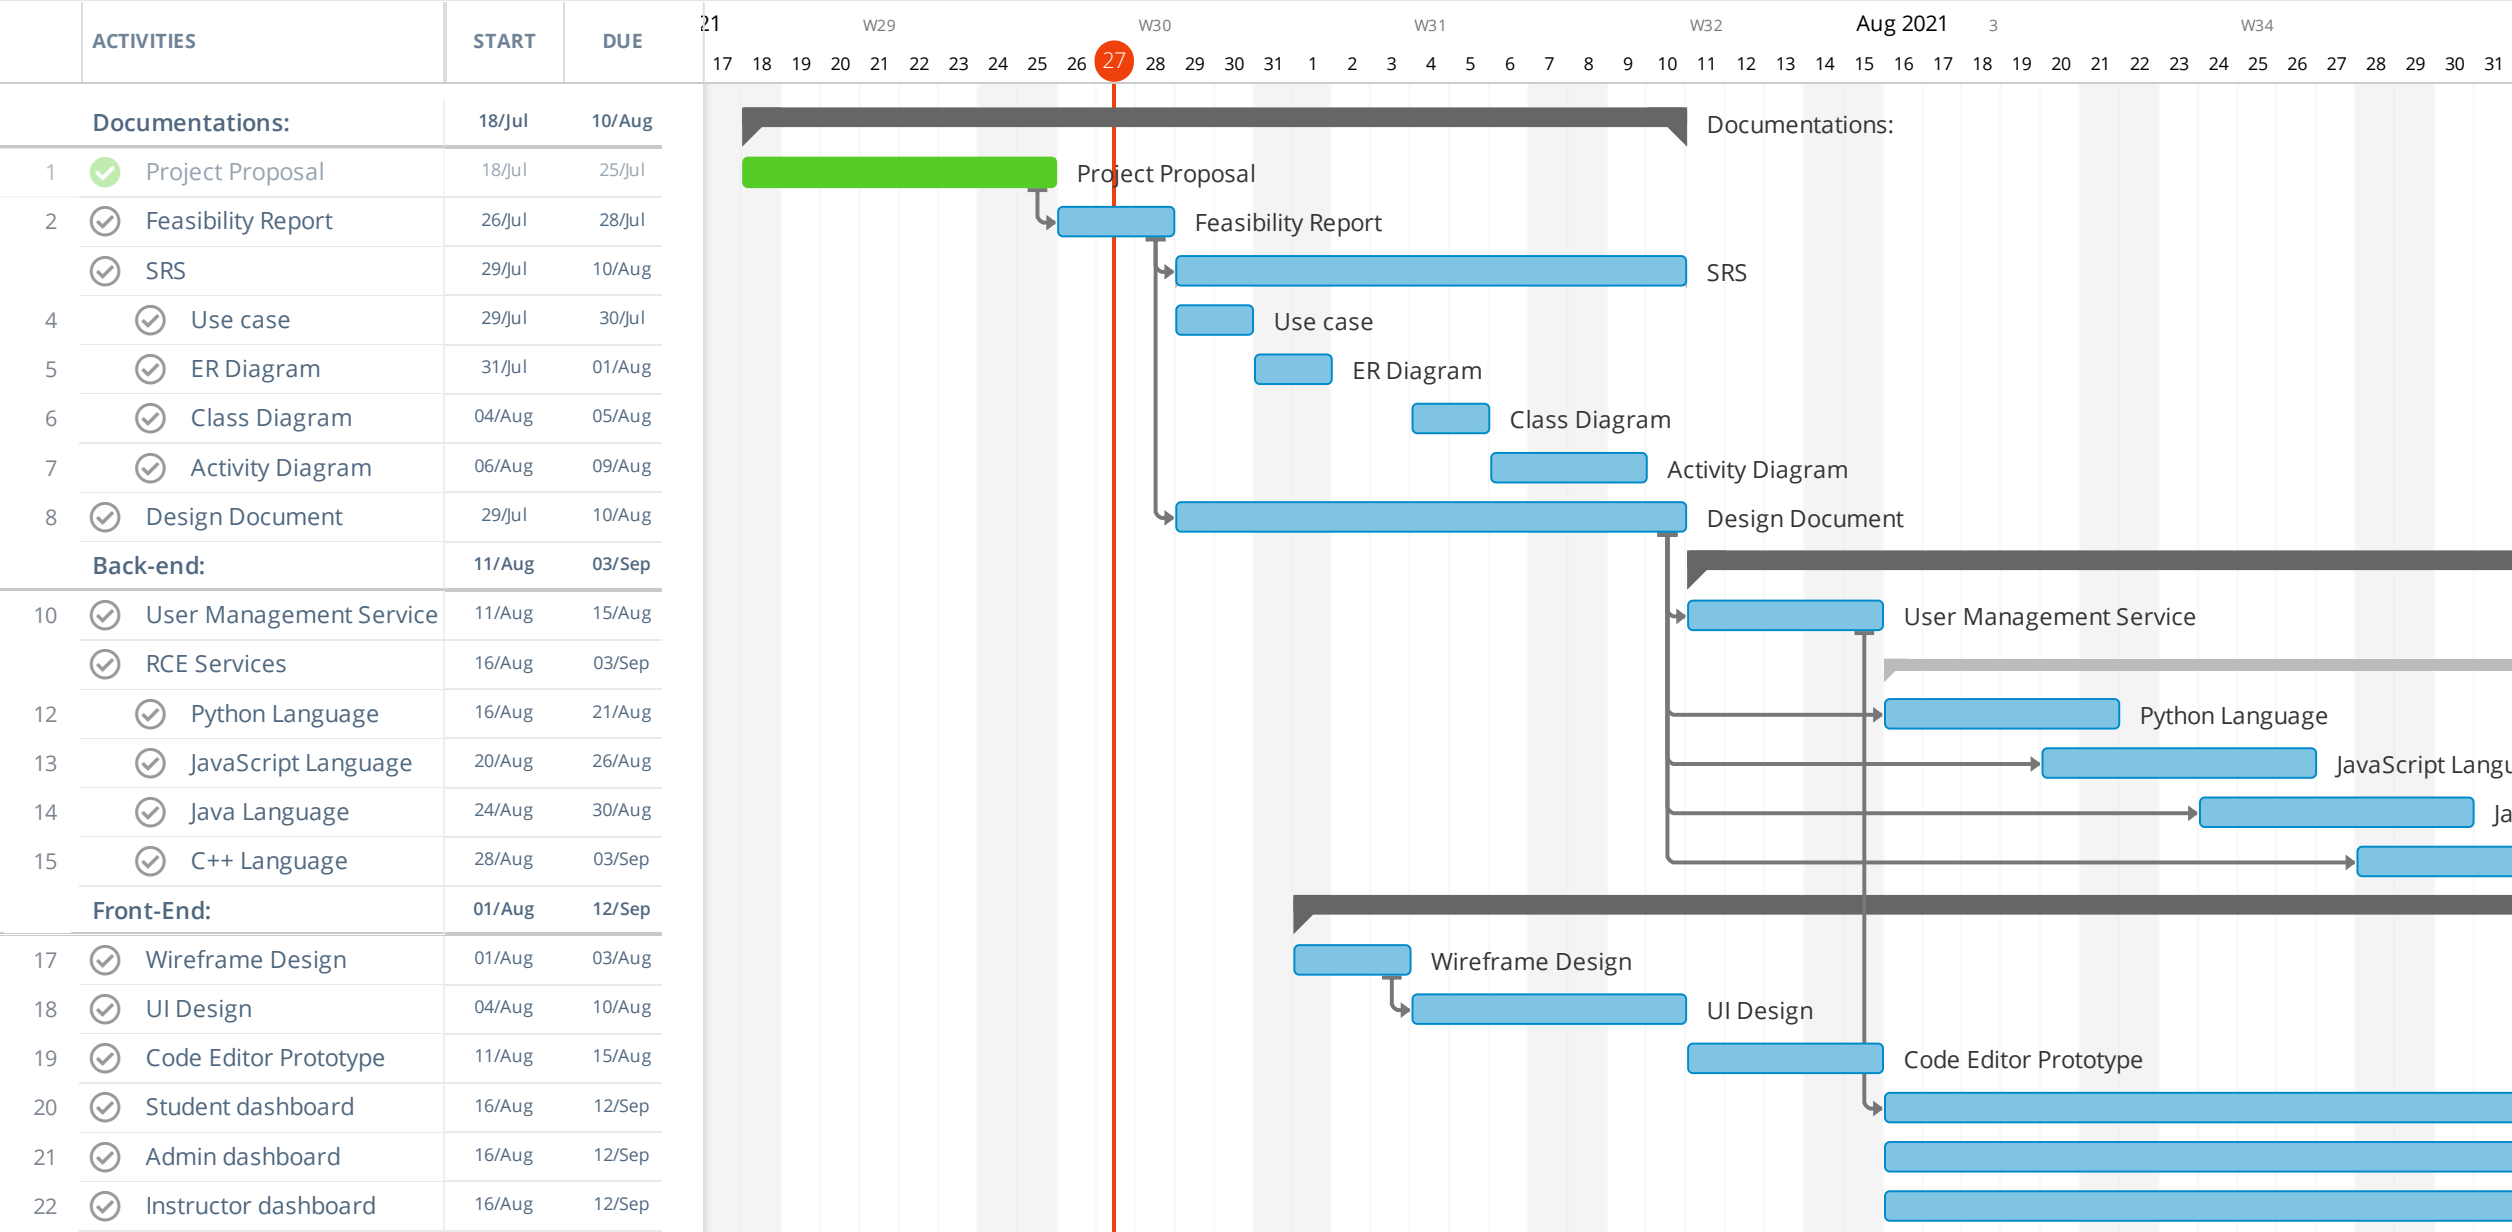 21 W29 W30 W31 W32 Aug 2021 3 W34
ACTIVITIES START DUE
17 18 19 20 21 22 23 24 25 26 27 28 29 30 31 1 2 3 4 5 6 7 8 9 10 11 12 13 14 15 16 17 18 19 20 21 22 23 24 25 26 27 28 29 30 31
Documentations: 18/Jul 10/Aug Documentations:
1 Project Proposal 18/Jul 25/Jul Project Proposal
2 Feasibility Report 26/Jul 28/Jul Feasibility Report
SRS 29/Jul 10/Aug SRS
4 Use case 29/Jul 30/Jul Use case
5 ER Diagram 31/Jul 01/Aug ER Diagram
6 Class Diagram 04/Aug 05/Aug Class Diagram
7 Activity Diagram 06/Aug 09/Aug Activity Diagram
8 Design Document 29/Jul 10/Aug Design Document
Back-end: 11/Aug 03/Sep
10 User Management Service 11/Aug 15/Aug User Management Service
RCE Services 16/Aug 03/Sep
12 Python Language 16/Aug 21/Aug Python Language
13 JavaScript Language 20/Aug 26/Aug JavaScript Langu
14 Java Language 24/Aug 30/Aug Ja
15 C++ Language 28/Aug 03/Sep
Front-End: 01/Aug 12/Sep
17 Wireframe Design 01/Aug 03/Aug Wireframe Design
18 UI Design 04/Aug 10/Aug UI Design
19 Code Editor Prototype 11/Aug 15/Aug Code Editor Prototype
20 Student dashboard 16/Aug 12/Sep
21 Admin dashboard 16/Aug 12/Sep
22 Instructor dashboard 16/Aug 12/Sep